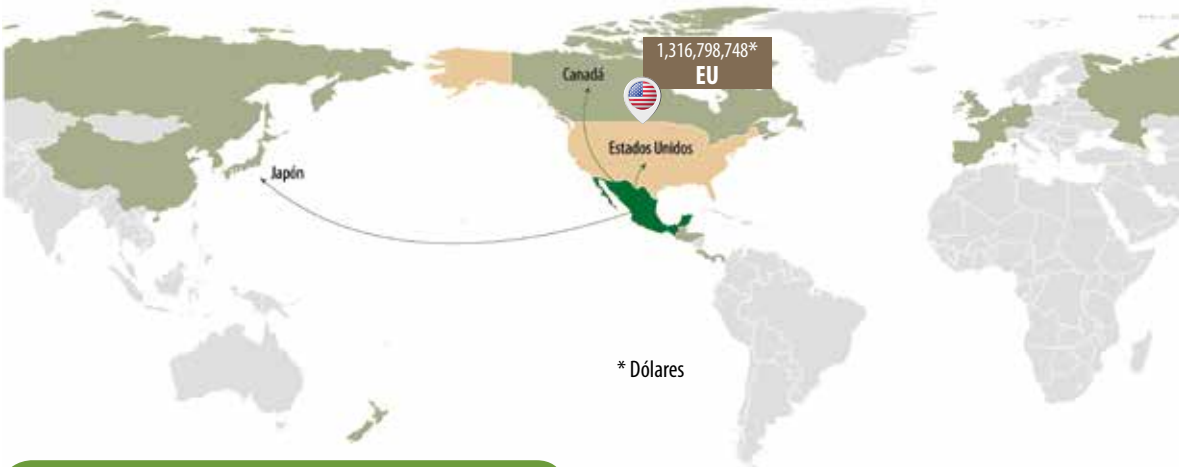 1,316,798,748*
EU
Canadá
Estados Unidos
Japón
* Dólares